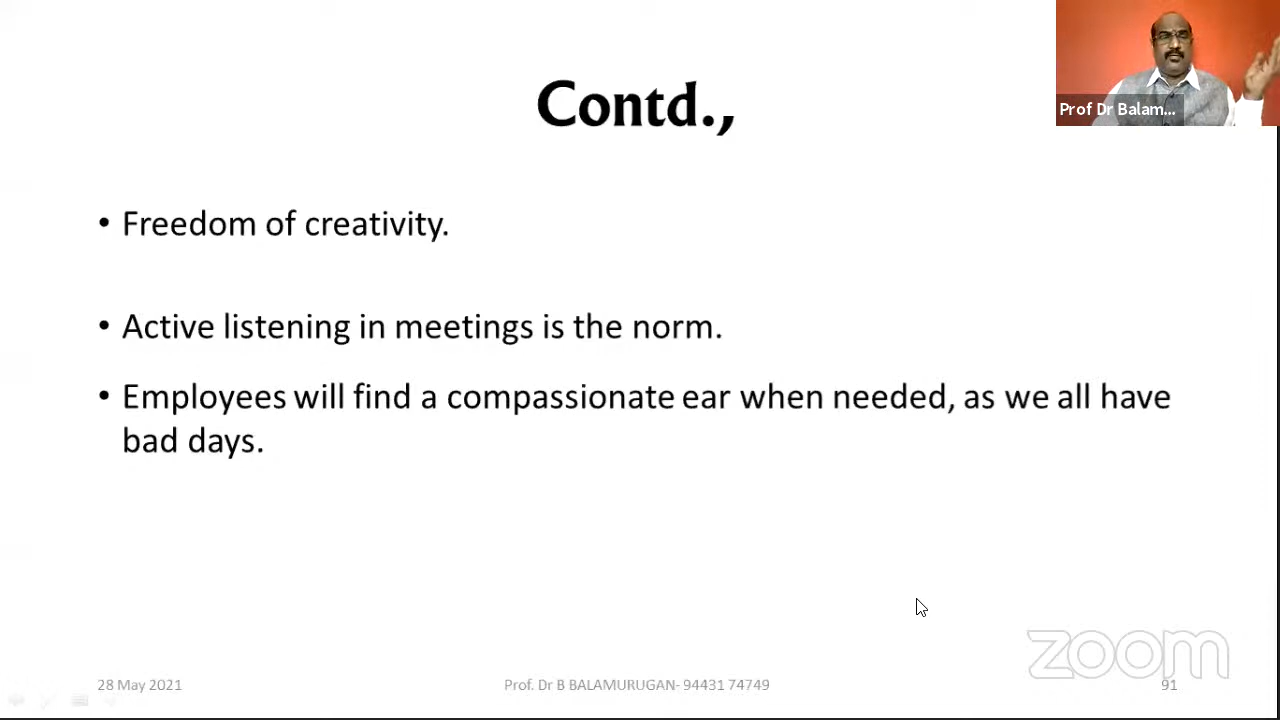 Contd.,
Prof Dr Balam...
• Freedom of creativity.
• Active listening in meetings is the norm.
• Employees will find a compassionate ear when needed, as we all have
bad days.
zoom
28 May 2021
Prof. Dr B BALAMURUGAN- 94431 74749
91